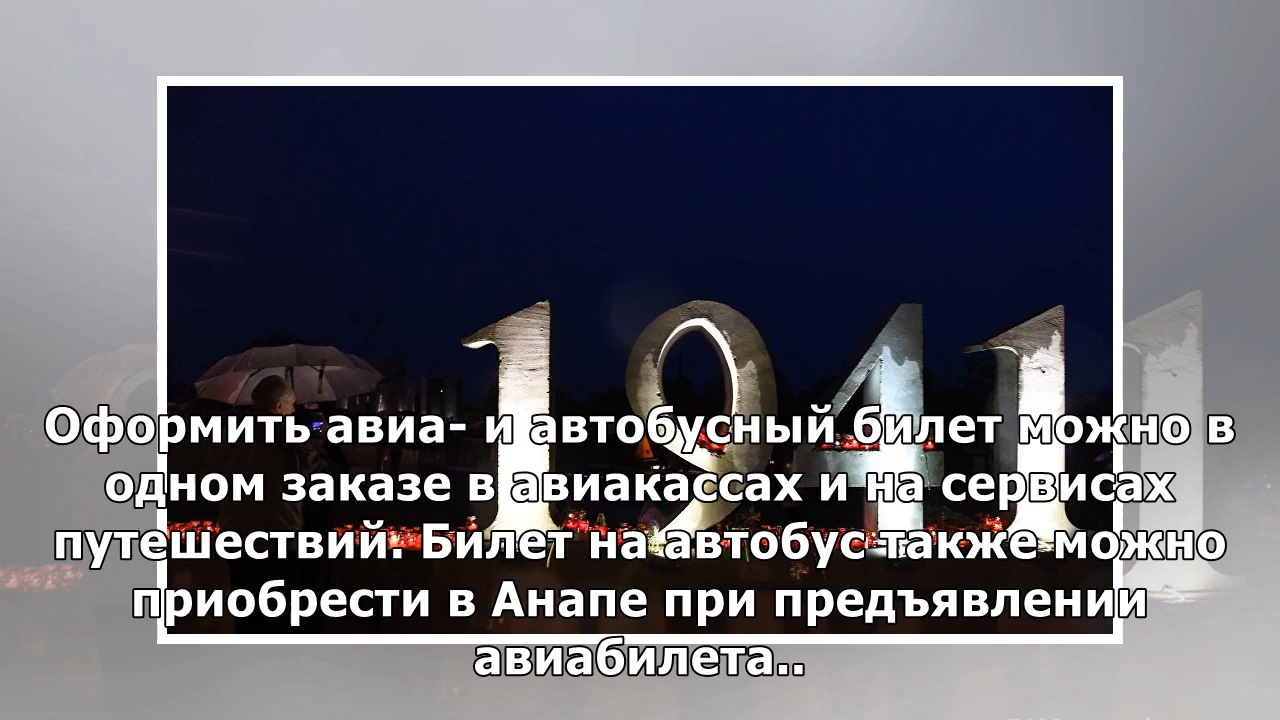 1941
Оформить авиа- и автобусный билет можно в
одном заказе в авиакассах и на сервисах
путешествий. Билет на автобус также можно
приобрести в Анапе при предъявлении
авиабилета..